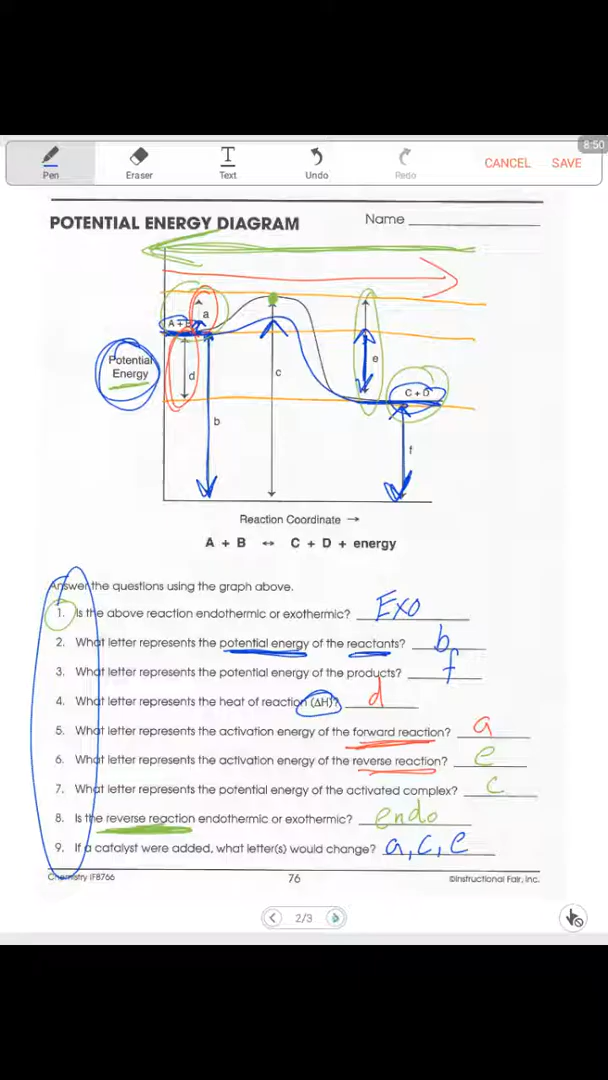 8:50
Pen Eraser Text Undo Redo CANCEL SAVE
POTENTIAL ENERGY DIAGRAM Name
a
A + B
Potential
Energy
d
c
e
C + D
b
f
Reaction Coordinate →
A + B ↔ C + D + energy
Answer the questions using the graph above.
1. Is the above reaction endothermic or exothermic? Exo
2. What letter represents the potential energy of the reactants? b
3. What letter represents the potential energy of the products? f
4. What letter represents the heat of reaction (ΔH)? d
5. What letter represents the activation energy of the forward reaction? a
6. What letter represents the activation energy of the reverse reaction? e
7. What letter represents the potential energy of the activated complex? c
8. Is the reverse reaction endothermic or exothermic? endo
9. If a catalyst were added, what letter(s) would change? a, c, e
Chemistry IF8766 76 ©Instructional Fair, Inc.
2/3